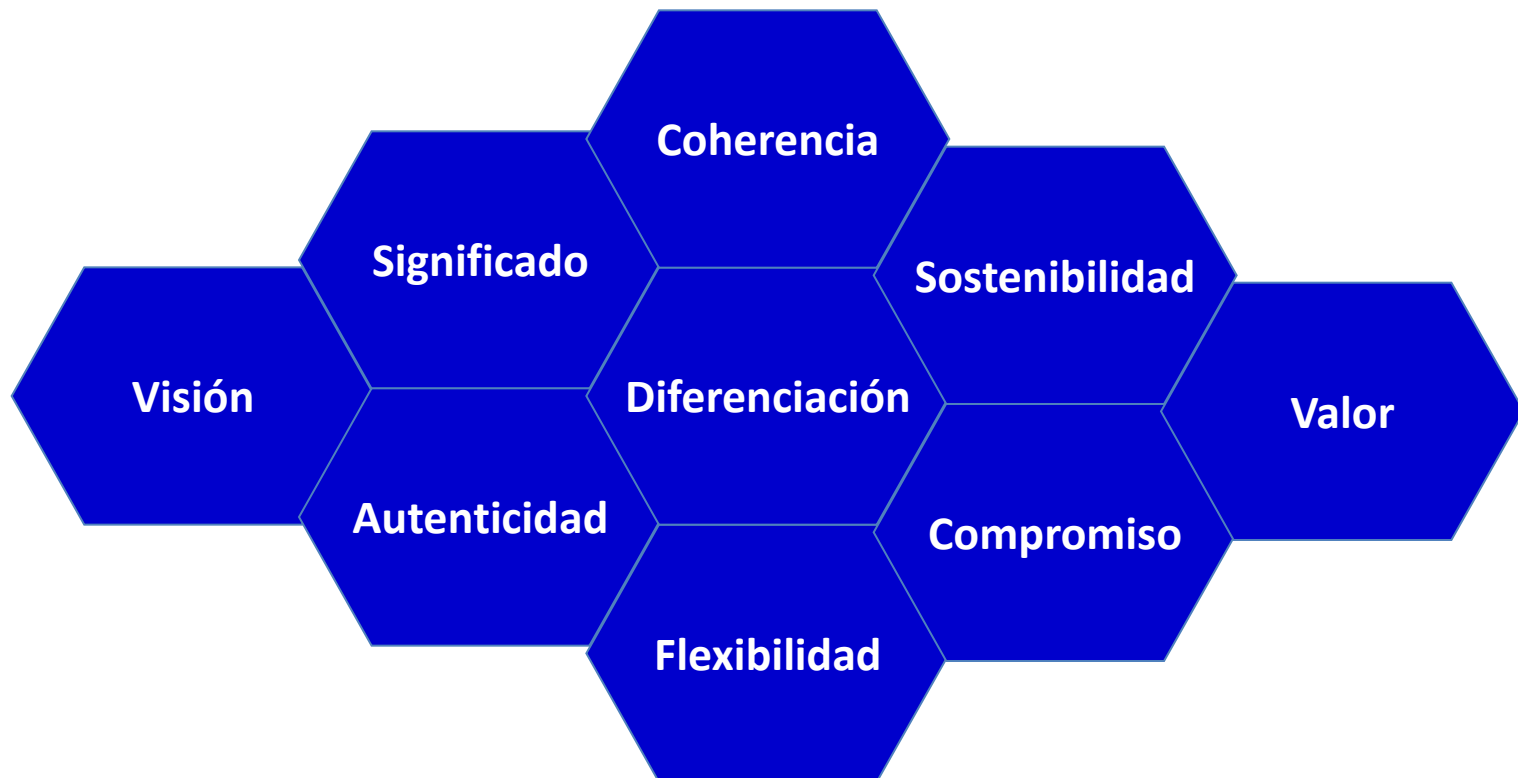 Coherencia
Significado
Sostenibilidad
Visión
Diferenciación
Valor
Autenticidad
Compromiso
Flexibilidad